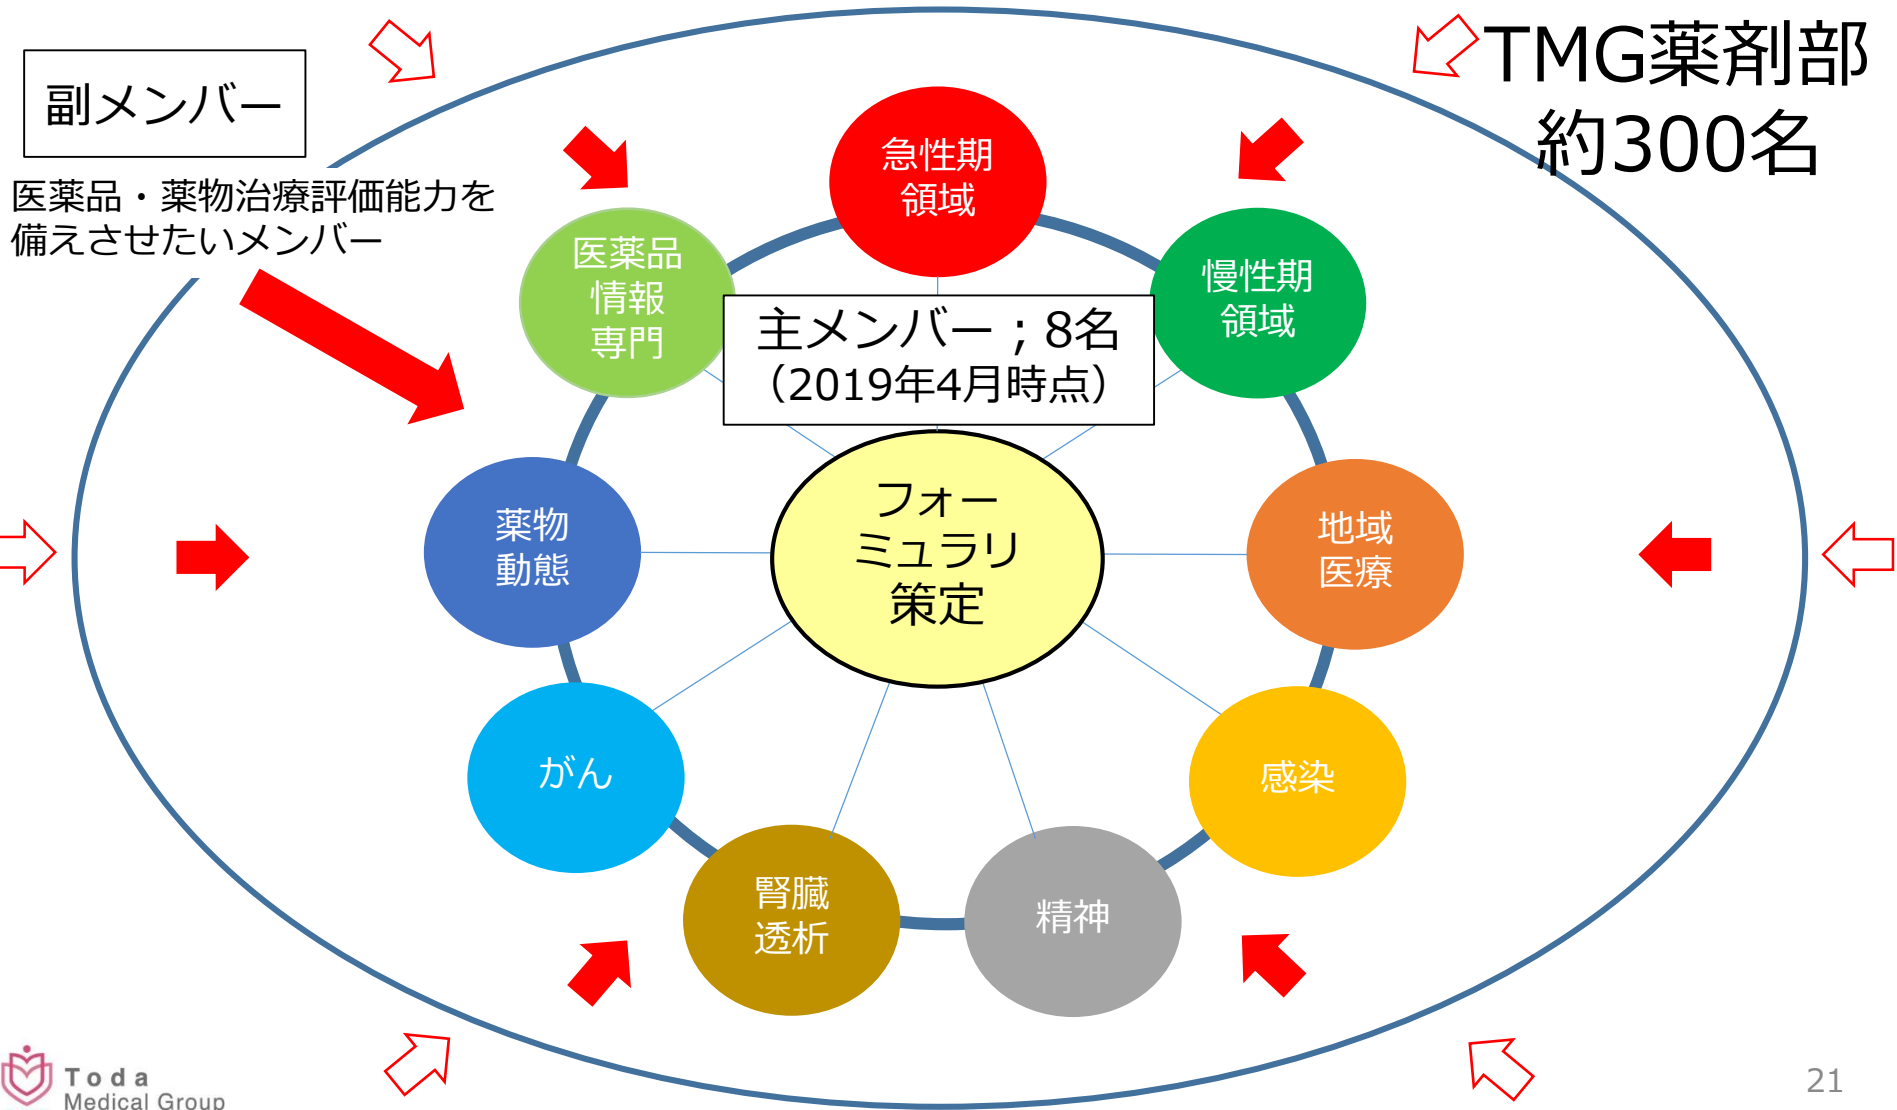 TMG薬剤部
約300名
副メンバー
医薬品・薬物治療評価能力を
備えさせたいメンバー
急性期
領域
慢性期
領域
医薬品
情報
専門
主メンバー；8名
（2019年4月時点）
フォー
ミュラリ
策定
薬物
動態
地域
医療
がん
感染
腎臓
透析
精神
Toda
Medical Group
21